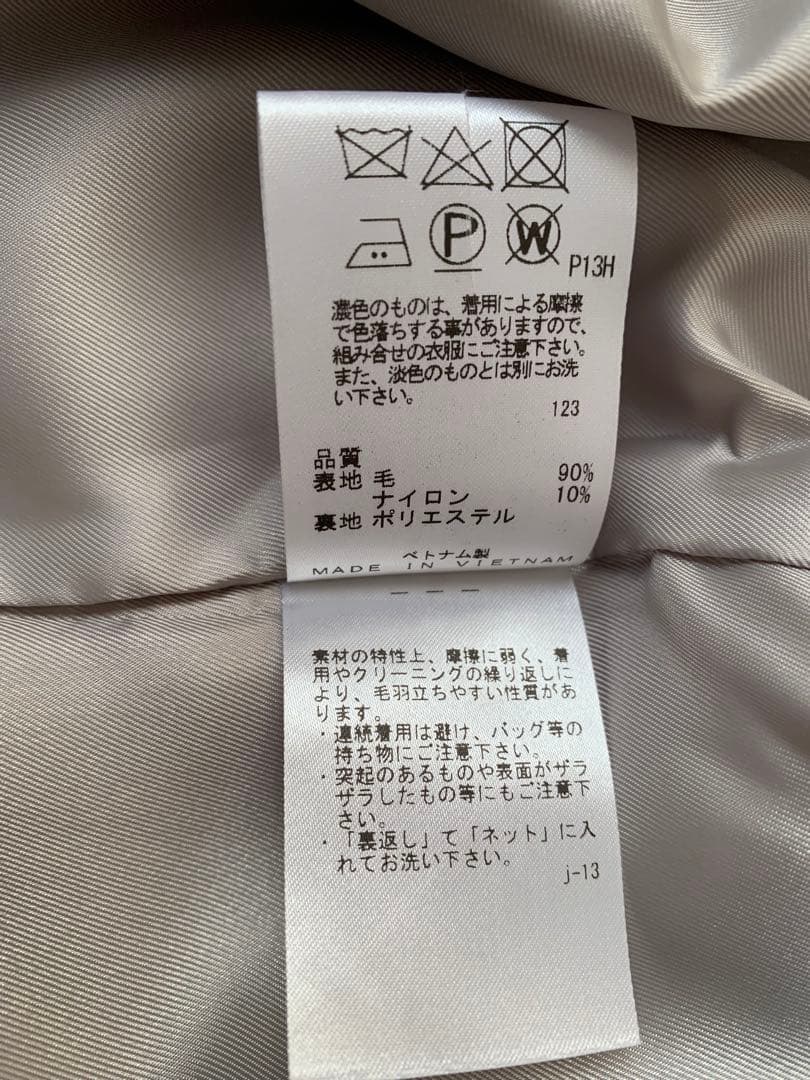 P
W
P13H
濃色のものは、着用による摩擦
で色落ちする事がありますので、
組み合せの衣服にご注意下さい。
また、淡色のものとは別にお洗
い下さい。
123
品質
表地 毛 90%
ナイロン 10%
裏地 ポリエステル
ベトナム製
MADE IN VIETNAM
素材の特性上、摩擦に弱く、着
用やクリーニングの繰り返しに
より、毛羽立ちやすい性質があ
ります。
・連続着用は避け、バッグ等の
持ち物にご注意下さい。
・突起のあるものや表面がザラ
ザラしたもの等にもご注意下
さい。
・「裏返し」て「ネット」に入
れてお洗い下さい。
j-13